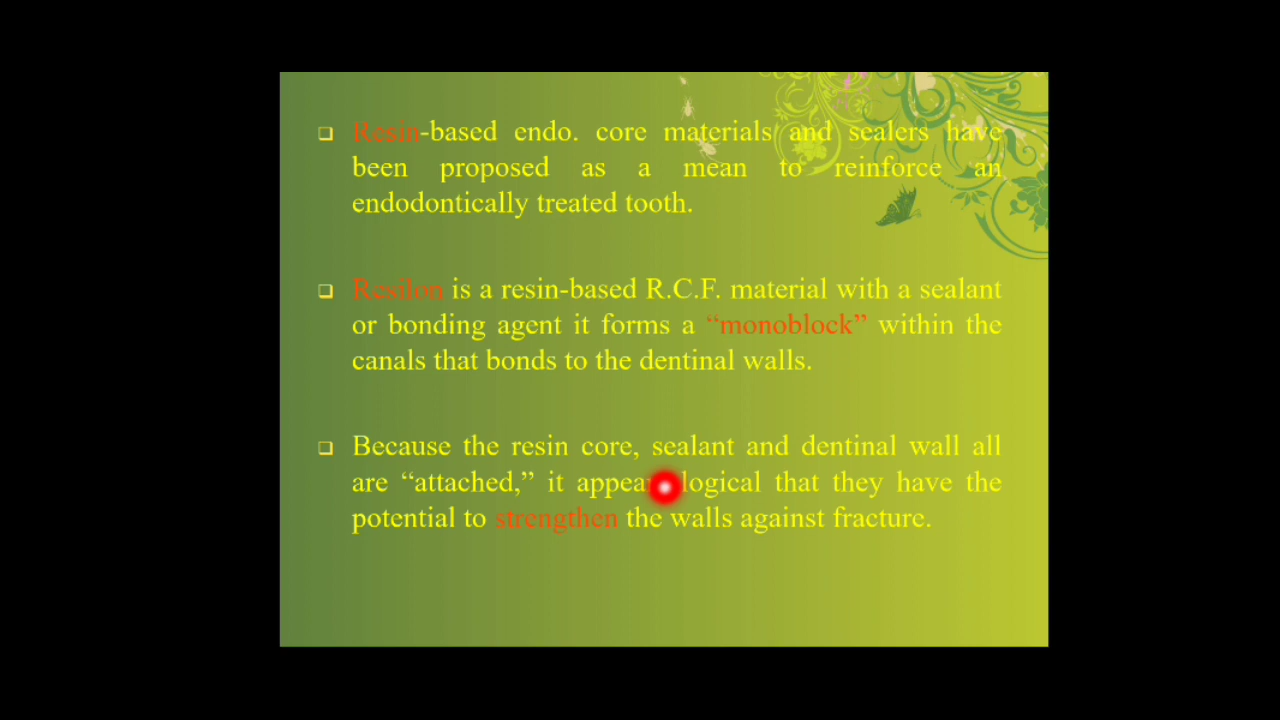 Resin-based endo. core materials and sealers have
been proposed as a mean to reinforce an
endodontically treated tooth.
Resilon is a resin-based R.C.F. material with a sealant
or bonding agent it forms a “monoblock” within the
canals that bonds to the dentinal walls.
Because the resin core, sealant and dentinal wall all
are “attached,” it appears logical that they have the
potential to strengthen the walls against fracture.